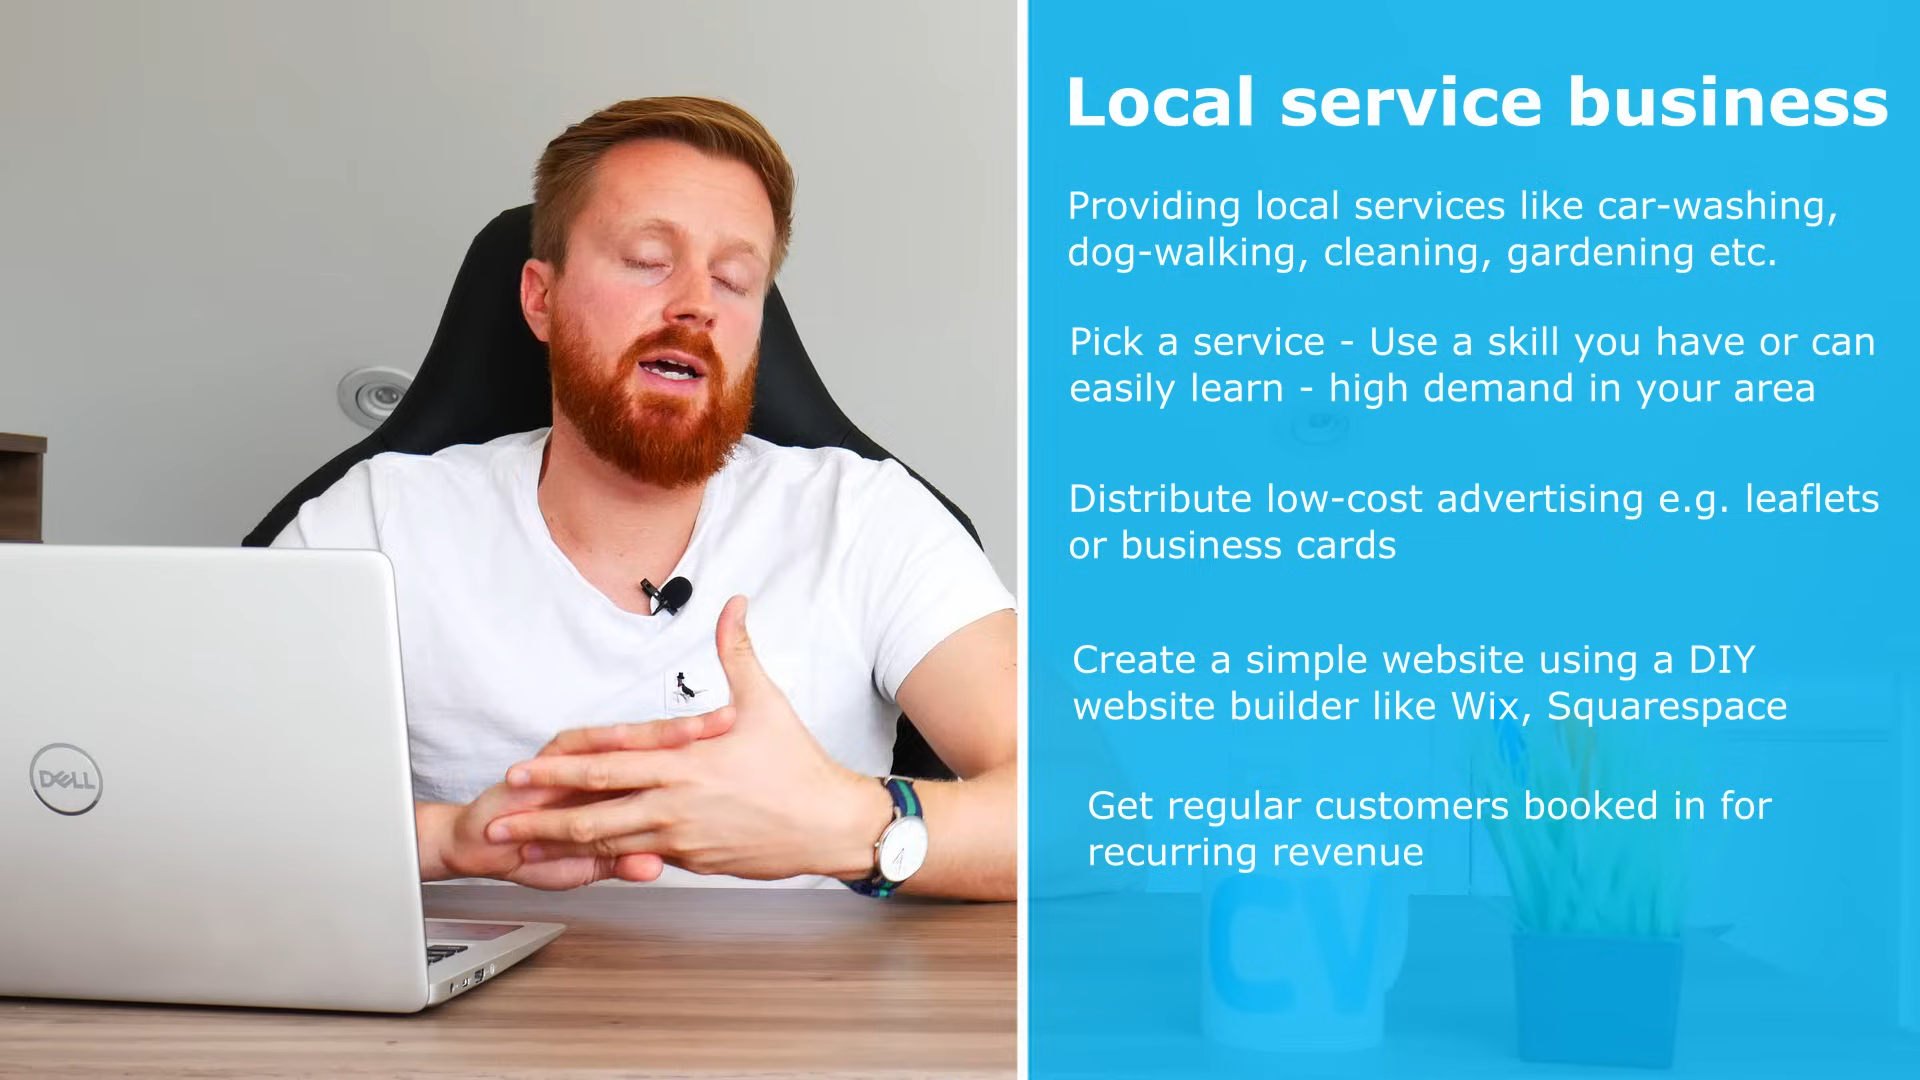 Local service business
Providing local services like car-washing,
dog-walking, cleaning, gardening etc.
Pick a service - Use a skill you have or can
easily learn - high demand in your area
Distribute low-cost advertising e.g. leaflets
or business cards
Create a simple website using a DIY
website builder like Wix, Squarespace
Get regular customers booked in for
recurring revenue
DELL
CV